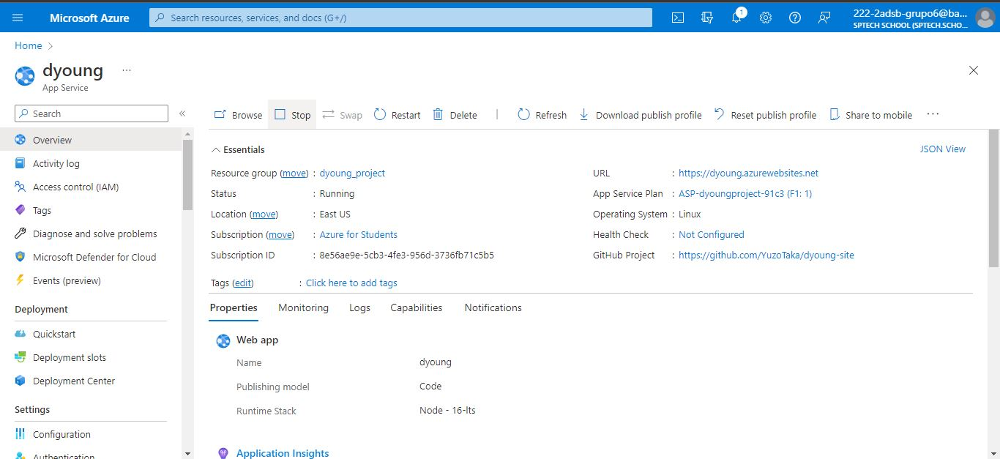 Microsoft Azure
Search resources, services, and docs (G+/)
1
222-2adsb-grupo6@ba...
SPTECH SCHOOL (SPTECH.SCHO...
Home >
dyoung ...
App Service
Search «
Browse Stop Swap Restart Delete | Refresh Download publish profile Reset publish profile Share to mobile ...
Overview
Activity log
Access control (IAM)
Tags
Diagnose and solve problems
Microsoft Defender for Cloud
Events (preview)
Deployment
Quickstart
Deployment slots
Deployment Center
Settings
Configuration
Authentication
Essentials JSON View
Resource group (move) : dyoung_project
Status : Running
Location (move) : East US
Subscription (move) : Azure for Students
Subscription ID : 8e56ae9e-5cb3-4fe3-956d-3736fb71c5b5
URL : https://dyoung.azurewebsites.net
App Service Plan : ASP-dyoungproject-91c3 (F1: 1)
Operating System : Linux
Health Check : Not Configured
GitHub Project : https://github.com/YuzoTaka/dyoung-site
Tags (edit) : Click here to add tags
Properties Monitoring Logs Capabilities Notifications
Web app
Name dyoung
Publishing model Code
Runtime Stack Node - 16-lts
Application Insights